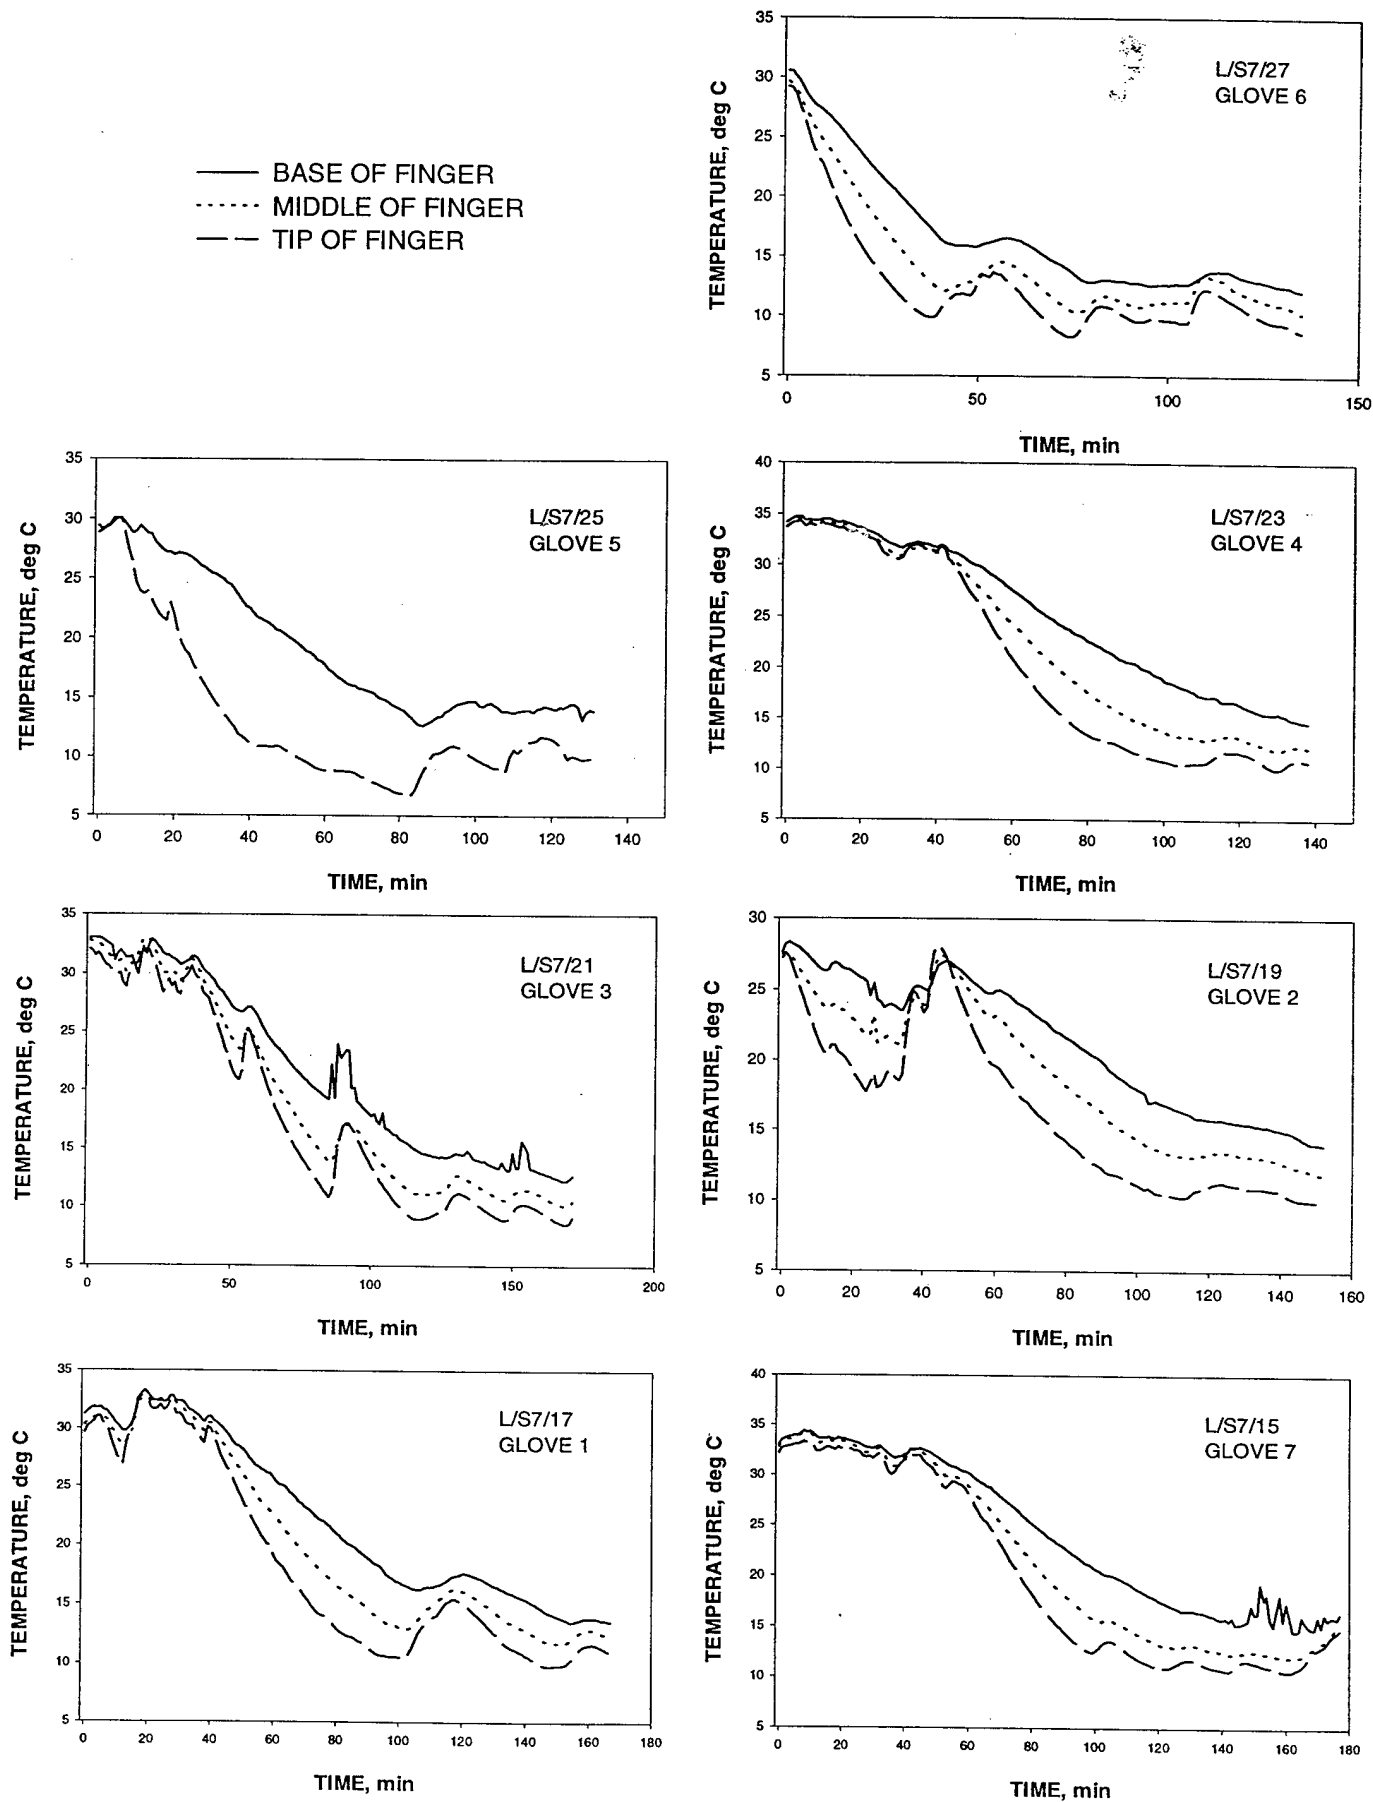 BASE OF FINGER
MIDDLE OF FINGER
TIP OF FINGER
TEMPERATURE, deg C
35
30
25
20
15
10
5
L/S7/27
GLOVE 6
0 50 100 150
TIME, min
TEMPERATURE, deg C
35
30
25
20
15
10
5
L/S7/25
GLOVE 5
0 20 40 60 80 100 120 140
TIME, min
TEMPERATURE, deg C
40
35
30
25
20
15
10
5
L/S7/23
GLOVE 4
0 20 40 60 80 100 120 140
TIME, min
TEMPERATURE, deg C
35
30
25
20
15
10
5
L/S7/21
GLOVE 3
0 50 100 150 200
TIME, min
TEMPERATURE, deg C
30
25
20
15
10
5
L/S7/19
GLOVE 2
0 20 40 60 80 100 120 140 160
TIME, min
TEMPERATURE, deg C
35
30
25
20
15
10
5
L/S7/17
GLOVE 1
0 20 40 60 80 100 120 140 160 180
TIME, min
TEMPERATURE, deg C
40
35
30
25
20
15
10
5
L/S7/15
GLOVE 7
0 20 40 60 80 100 120 140 160 180
TIME, min